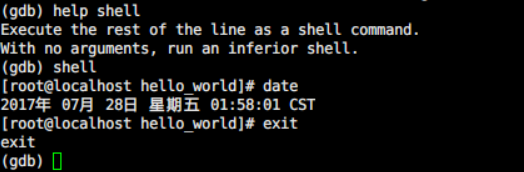 (gdb) help shell
Execute the rest of the line as a shell command.
With no arguments, run an inferior shell.
(gdb) shell
[root@localhost hello_world]# date
2017年 07月 28日 星期五 01:58:01 CST
[root@localhost hello_world]# exit
exit
(gdb)